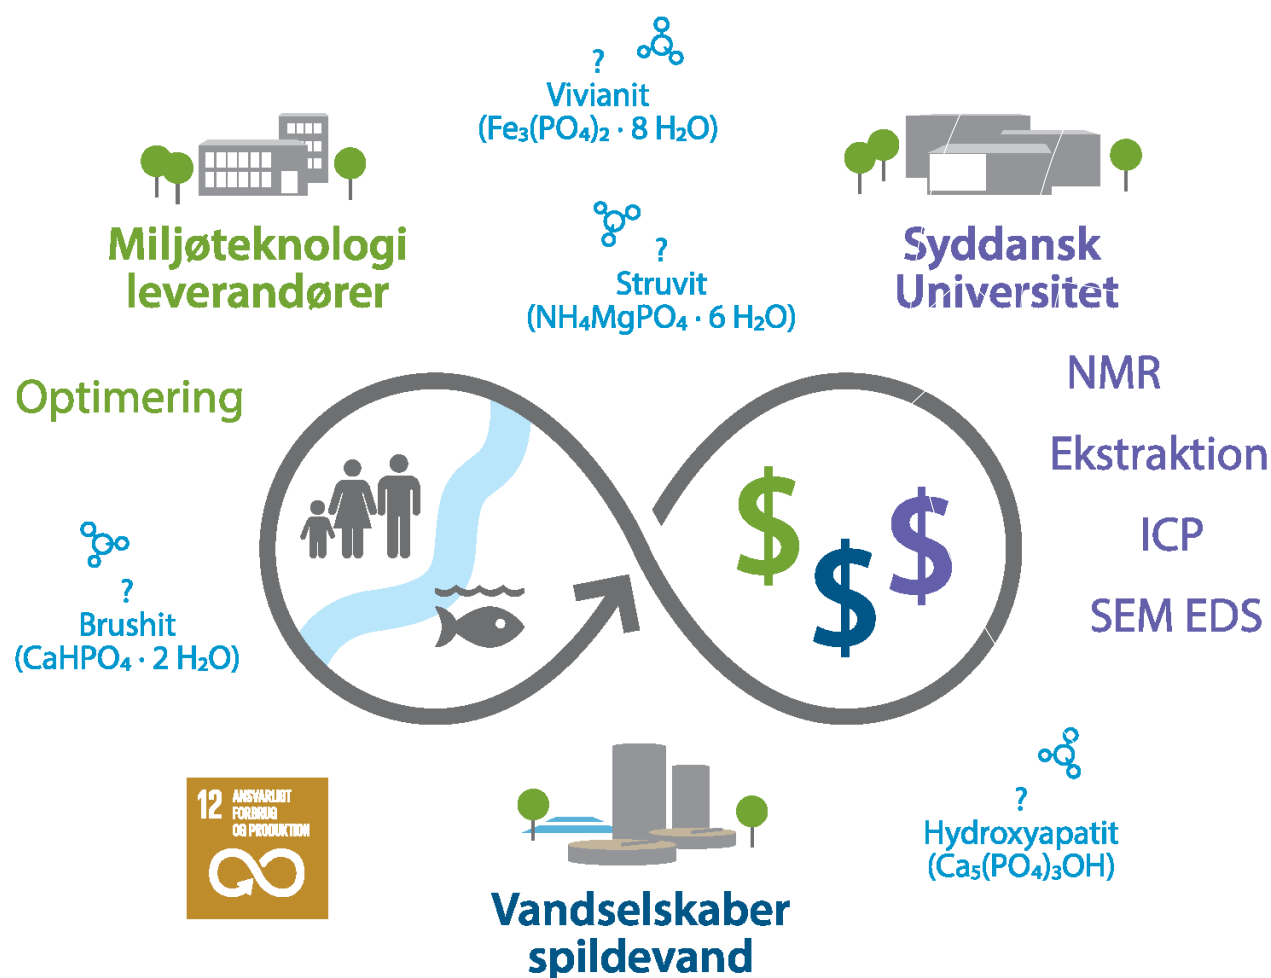 ?
Vivianit
(Fe₃(PO₄)₂ · 8 H₂O)
Miljøteknologi
leverandører
?
Struvit
(NH₄MgPO₄ · 6 H₂O)
Syddansk
Universitet
Optimering
NMR
Ekstraktion
ICP
SEM EDS
$
$
$
?
Brushit
(CaHPO₄ · 2 H₂O)
12 ANSVARLIGT
FORBRUG
OG PRODUKTION
?
Hydroxyapatit
(Ca₅(PO₄)₃OH)
Vandselskaber
spildevand